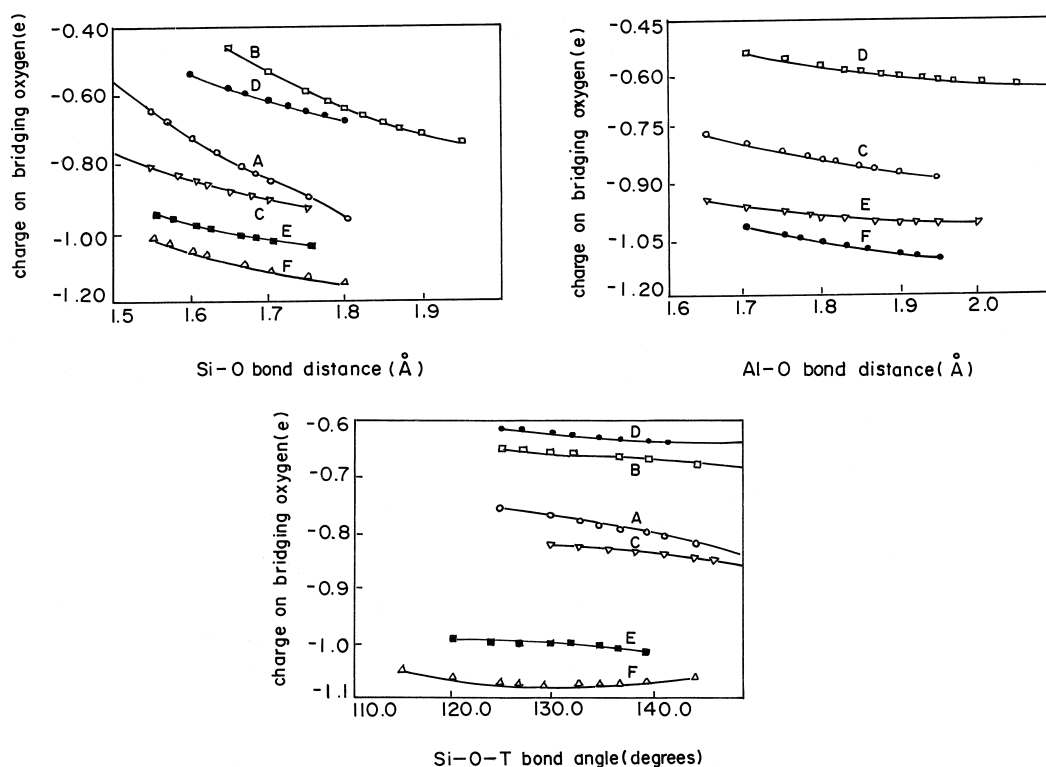 charge on bridging oxygen(e)
-0.40
-0.60
-0.80
-1.00
-1.20
B
D
A
C
E
F
1.5
1.6
1.7
1.8
1.9
Si-O bond distance (Å)
charge on bridging oxygen(e)
-0.45
-0.60
-0.75
-0.90
-1.05
-1.20
D
C
E
F
1.6
1.7
1.8
1.9
2.0
Al-O bond distance(Å)
charge on bridging oxygen(e)
-0.6
-0.7
-0.8
-0.9
-1.0
-1.1
D
B
A
C
E
F
110.0
120.0
130.0
140.0
Si-O-T bond angle(degrees)